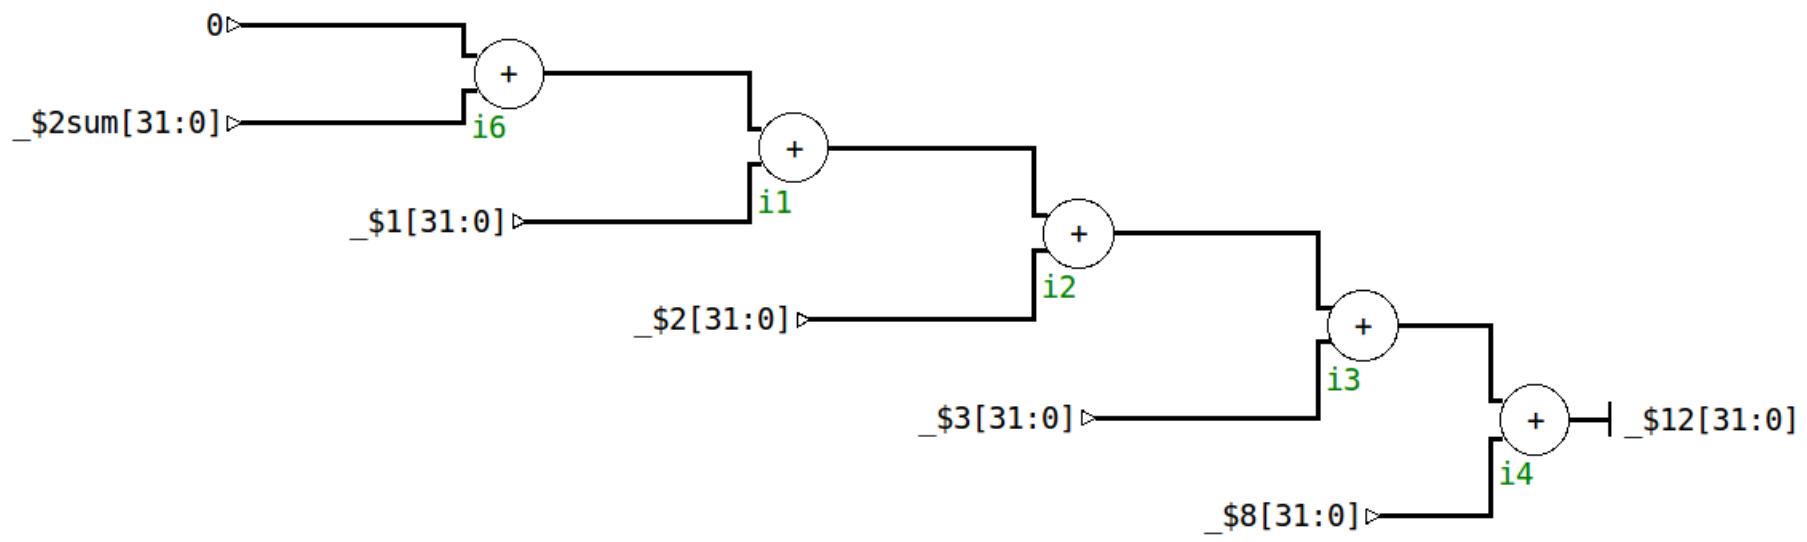 0
+
_$2sum[31:0]
i6
+
i1
_$1[31:0]
+
i2
_$2[31:0]
+
i3
_$3[31:0]
+
_$12[31:0]
i4
_$8[31:0]